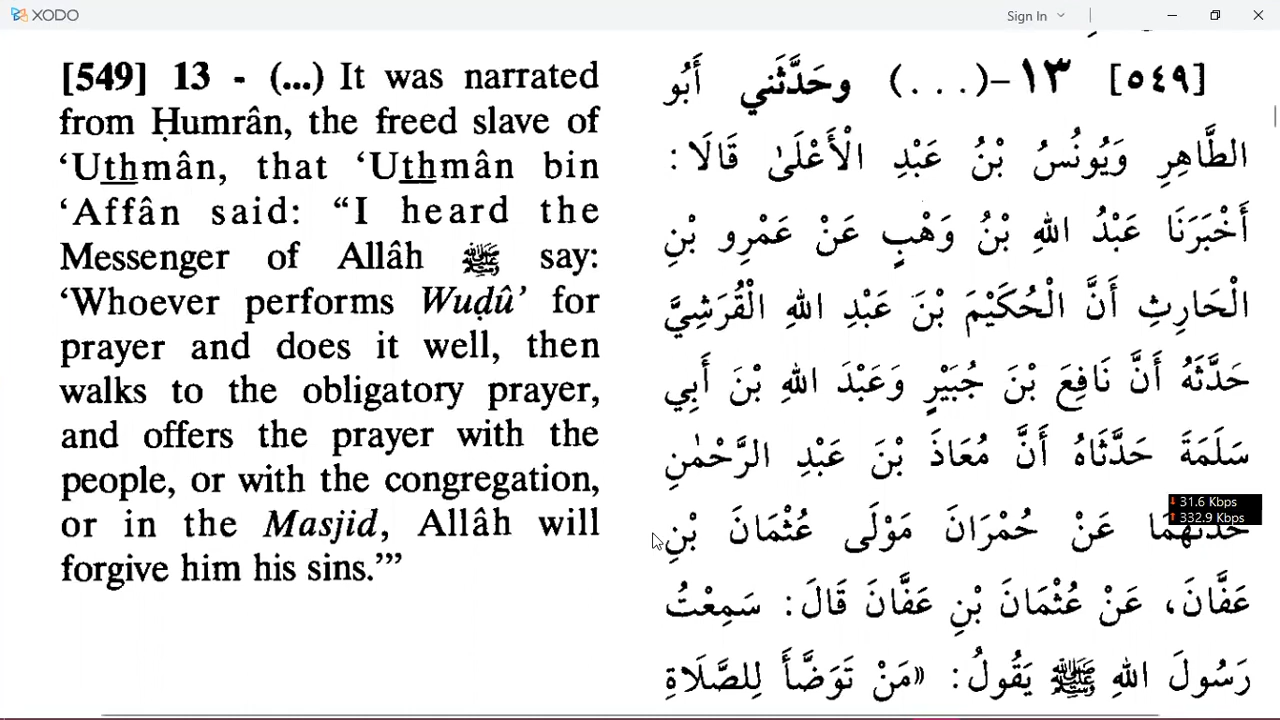 XODO
Sign In
[549] 13 - (...) It was narrated
from Ḥumrân, the freed slave of
‘Uthmân, that ‘Uthmân bin
‘Affân said: “I heard the
Messenger of Allâh ﷺ say:
‘Whoever performs Wuḍû’ for
prayer and does it well, then
walks to the obligatory prayer,
and offers the prayer with the
people, or with the congregation,
or in the Masjid, Allâh will
forgive him his sins.’”
[٥٤٩] ١٣-(...) وحَدَّثَني أَبُو
الطَّاهِرِ وَيُونُسُ بْنُ عَبْدِ الْأَعْلَىٰ قَالَا:
أَخْبَرَنَا عَبْدُ اللهِ بْنُ وَهْبٍ عَنْ عَمْرِو بْنِ
الْحَارِثِ أَنَّ الْحُكَيْمَ بْنَ عَبْدِ اللهِ الْقُرَشِيَّ
حَدَّثَهُ أَنَّ نَافِعَ بْنَ جُبَيْرٍ وَعَبْدَ اللهِ بْنَ أَبِي
سَلَمَةَ حَدَّثَاهُ أَنَّ مُعَاذَ بْنَ عَبْدِ الرَّحْمٰنِ
حَدَّثَهُمَا عَنْ حُمْرَانَ مَوْلَى عُثْمَانَ بْنِ
عَفَّانَ، عَنْ عُثْمَانَ بْنِ عَفَّانَ قَالَ: سَمِعْتُ
رَسُولَ اللهِ ﷺ يَقُولُ: «مَنْ تَوَضَّأَ لِلصَّلَاةِ
31.6 Kbps
332.9 Kbps